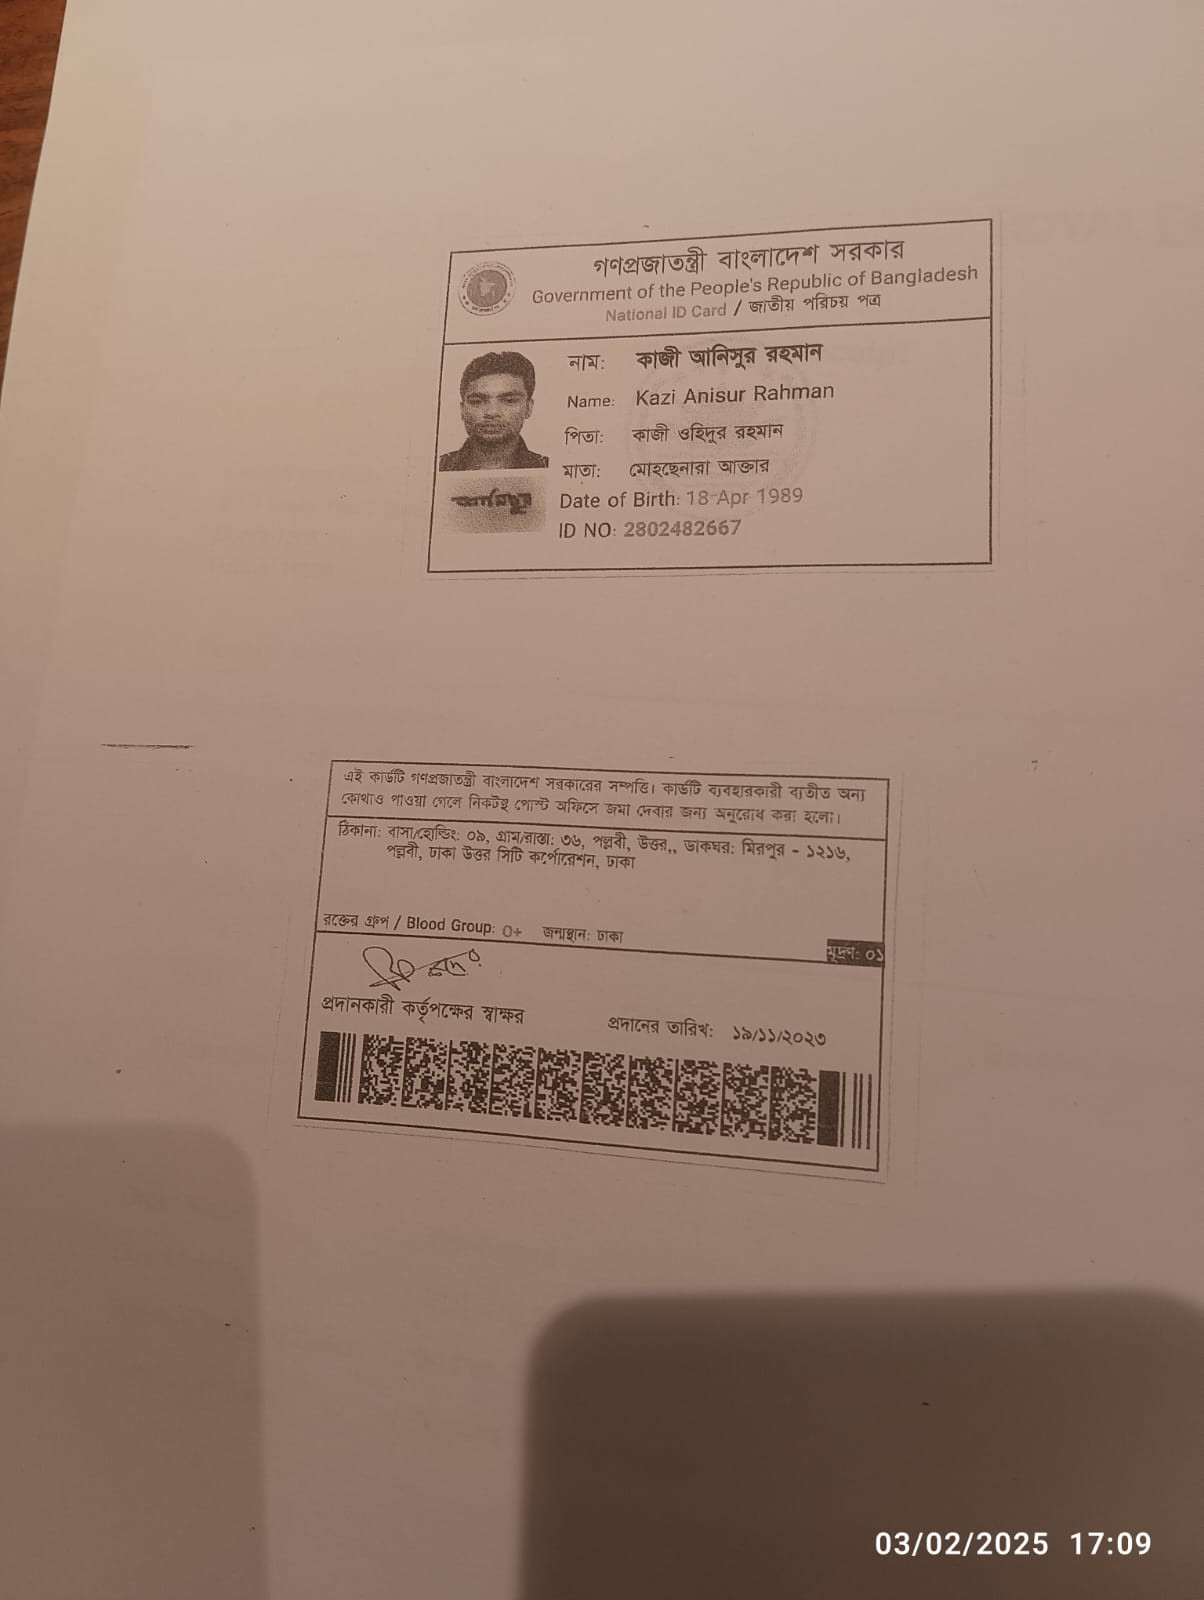 গণপ্রজাতন্ত্রী বাংলাদেশ সরকার
Government of the People's Republic of Bangladesh
National ID Card / জাতীয় পরিচয় পত্র
নাম: কাজী আনিসুর রহমান
Name: Kazi Anisur Rahman
পিতা: কাজী ওহিদুর রহমান
মাতা: মোহছেনারা আক্তার
Date of Birth: 18 Apr 1989
ID NO: 2802482667
এই কার্ডটি গণপ্রজাতন্ত্রী বাংলাদেশ সরকারের সম্পত্তি। কার্ডটি ব্যবহারকারী ব্যতীত অন্য
কোথাও পাওয়া গেলে নিকটস্থ পোস্ট অফিসে জমা দেবার জন্য অনুরোধ করা হলো।
ঠিকানা: বাসা/হোল্ডিং: ০৯, গ্রাম/রাস্তা: ৩৬, পল্লবী, উত্তর,, ডাকঘর: মিরপুর - ১২১৬,
পল্লবী, ঢাকা উত্তর সিটি কর্পোরেশন, ঢাকা
রক্তের গ্রুপ / Blood Group: O+ জন্মস্থান: ঢাকা
মুদ্রণ: ০১
প্রদানকারী কর্তৃপক্ষের স্বাক্ষর
প্রদানের তারিখ: ১৯/১১/২০২৩
03/02/2025 17:09